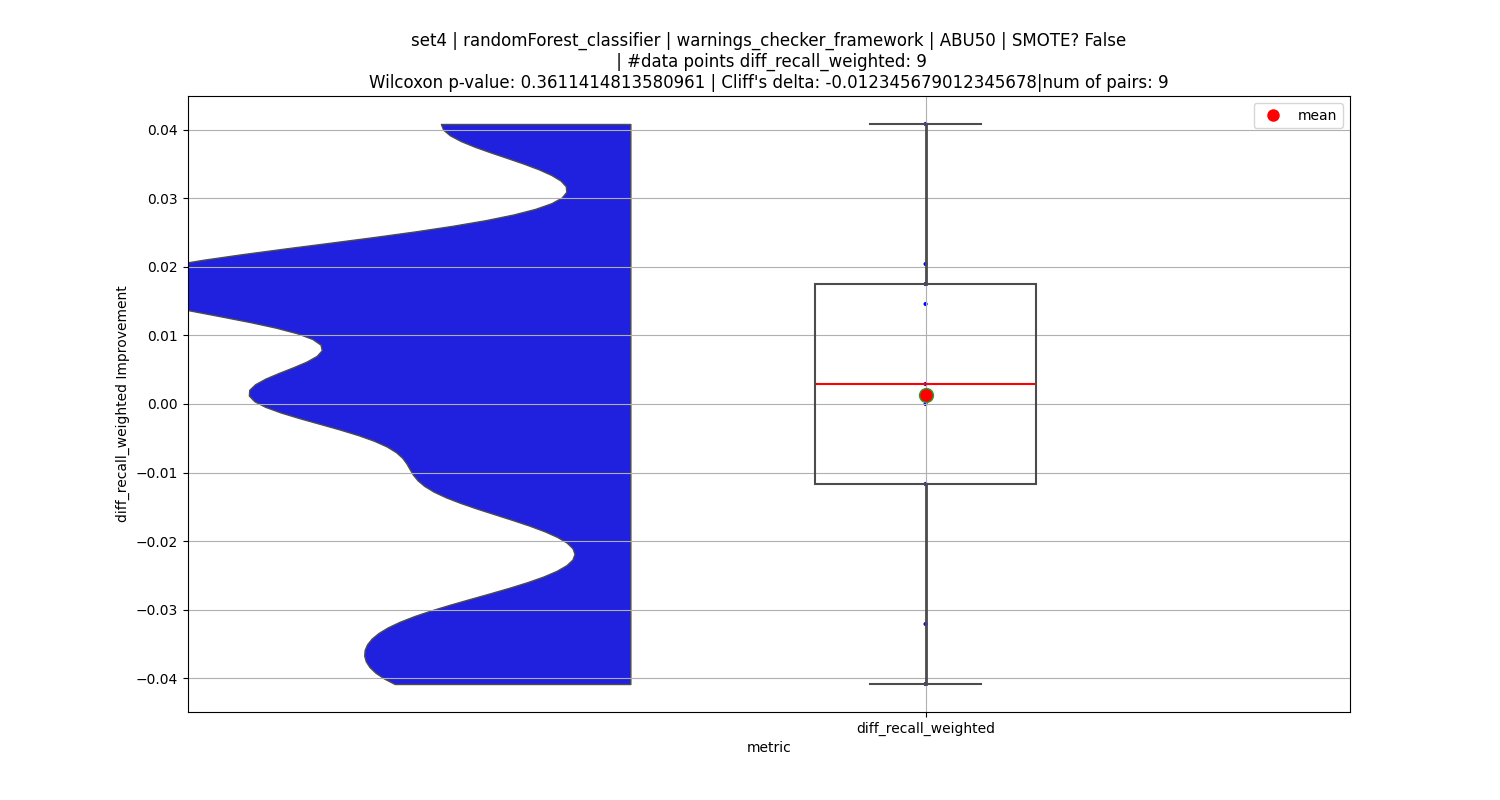 set4 | randomForest_classifier | warnings_checker_framework | ABU50 | SMOTE? False
| #data points diff_recall_weighted: 9
Wilcoxon p-value: 0.3611414813580961 | Cliff's delta: -0.012345679012345678|num of pairs: 9
mean
0.04
0.03
0.02
0.01
0.00
−0.01
−0.02
−0.03
−0.04
diff_recall_weighted Improvement
diff_recall_weighted
metric